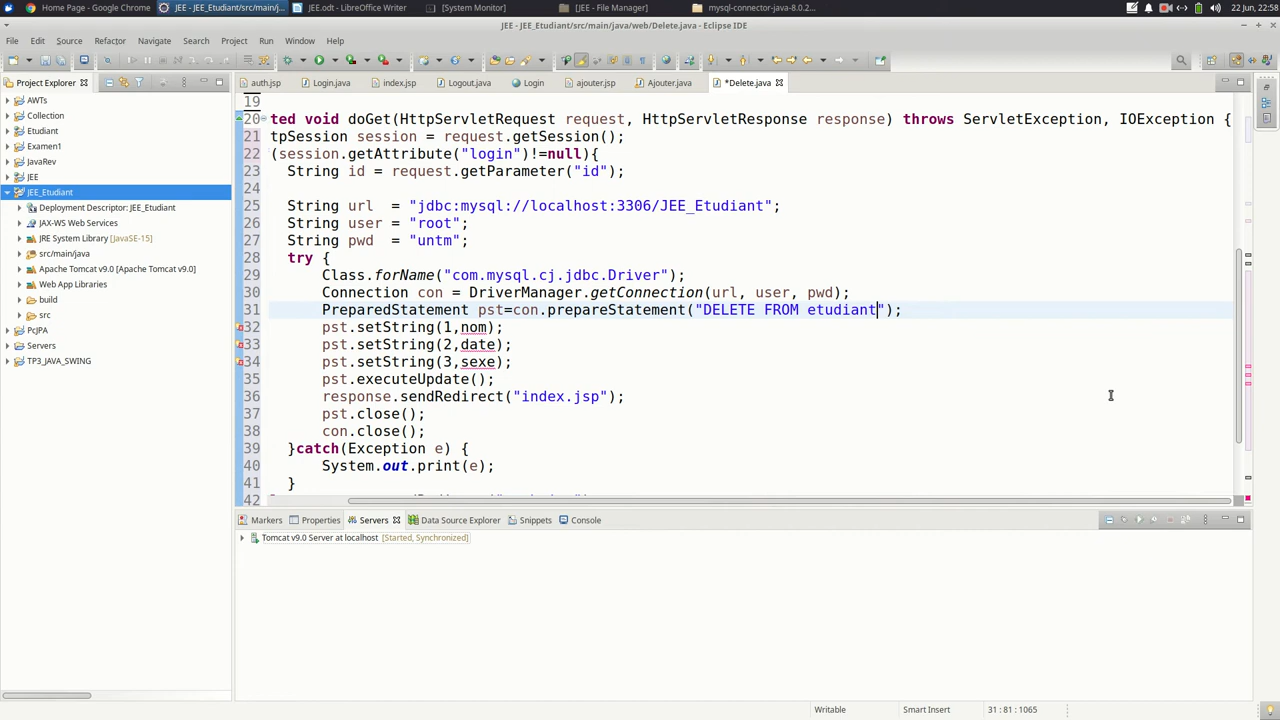 Home Page - Google Chrome
JEE - JEE_Etudiant/src/main/j...
JEE.odt - LibreOffice Writer
[System Monitor]
[JEE - File Manager]
mysql-connector-java-8.0.2...
22 Jun, 22:58
JEE - JEE_Etudiant/src/main/java/web/Delete.java - Eclipse IDE
File Edit Source Refactor Navigate Search Project Run Window Help
Project Explorer
auth.jsp Login.java index.jsp Logout.java Login ajouter.jsp Ajouter.java *Delete.java
AWTs
Collection
Etudiant
Examen1
JavaRev
JEE
JEE_Etudiant
Deployment Descriptor: JEE_Etudiant
JAX-WS Web Services
JRE System Library [JavaSE-15]
src/main/java
Apache Tomcat v9.0 [Apache Tomcat v9.0]
Web App Libraries
build
src
PcJPA
Servers
TP3_JAVA_SWING
19
20 ted void doGet(HttpServletRequest request, HttpServletResponse response) throws ServletException, IOException {
21 tpSession session = request.getSession();
22 (session.getAttribute("login")!=null){
23 String id = request.getParameter("id");
24
25 String url = "jdbc:mysql://localhost:3306/JEE_Etudiant";
26 String user = "root";
27 String pwd = "untm";
28 try {
29 Class.forName("com.mysql.cj.jdbc.Driver");
30 Connection con = DriverManager.getConnection(url, user, pwd);
31 PreparedStatement pst=con.prepareStatement("DELETE FROM etudiant");
32 pst.setString(1,nom);
33 pst.setString(2,date);
34 pst.setString(3,sexe);
35 pst.executeUpdate();
36 response.sendRedirect("index.jsp");
37 pst.close();
38 con.close();
39 }catch(Exception e) {
40 System.out.print(e);
41 }
42
Markers Properties Servers Data Source Explorer Snippets Console
Tomcat v9.0 Server at localhost [Started, Synchronized]
Writable Smart Insert 31 : 81 : 1065